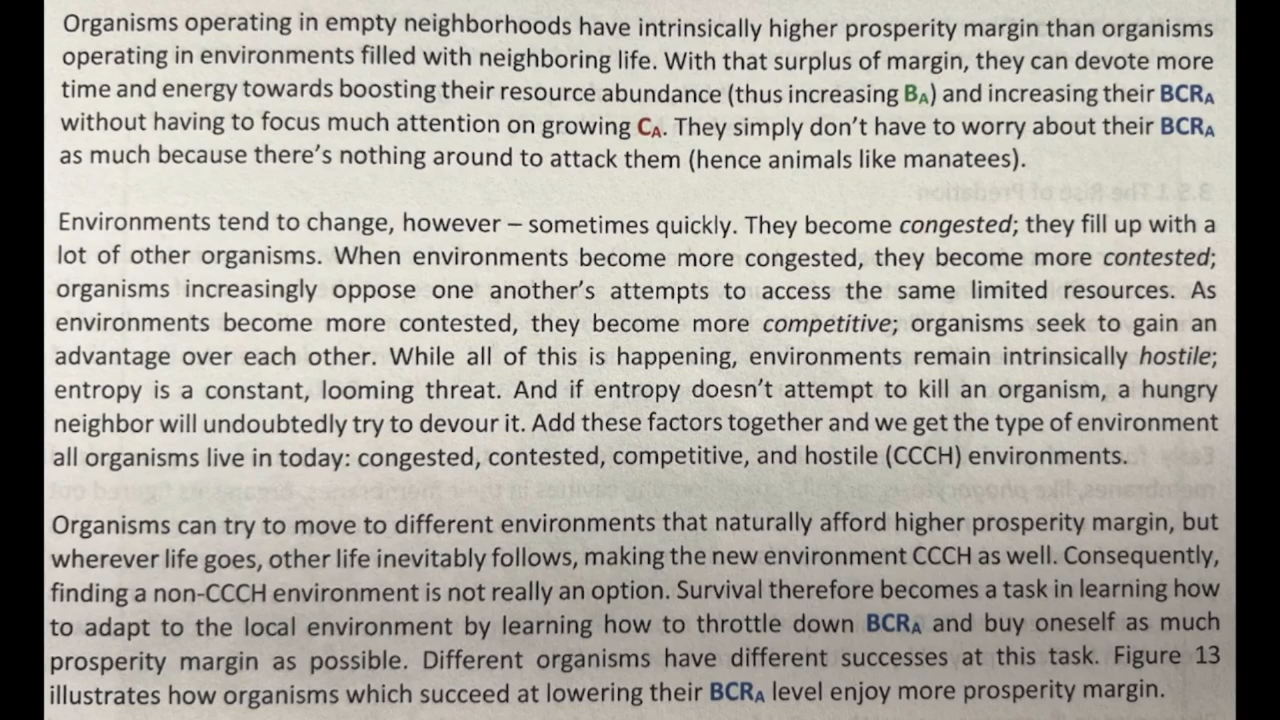 Organisms operating in empty neighborhoods have intrinsically higher prosperity margin than organisms
operating in environments filled with neighboring life. With that surplus of margin, they can devote more
time and energy towards boosting their resource abundance (thus increasing BA) and increasing their BCRA
without having to focus much attention on growing CA. They simply don't have to worry about their BCRA
as much because there's nothing around to attack them (hence animals like manatees).
Environments tend to change, however – sometimes quickly. They become congested; they fill up with a
lot of other organisms. When environments become more congested, they become more contested;
organisms increasingly oppose one another's attempts to access the same limited resources. As
environments become more contested, they become more competitive; organisms seek to gain an
advantage over each other. While all of this is happening, environments remain intrinsically hostile;
entropy is a constant, looming threat. And if entropy doesn't attempt to kill an organism, a hungry
neighbor will undoubtedly try to devour it. Add these factors together and we get the type of environment
all organisms live in today: congested, contested, competitive, and hostile (CCCH) environments.
Organisms can try to move to different environments that naturally afford higher prosperity margin, but
wherever life goes, other life inevitably follows, making the new environment CCCH as well. Consequently,
finding a non-CCCH environment is not really an option. Survival therefore becomes a task in learning how
to adapt to the local environment by learning how to throttle down BCRA and buy oneself as much
prosperity margin as possible. Different organisms have different successes at this task. Figure 13
illustrates how organisms which succeed at lowering their BCRA level enjoy more prosperity margin.